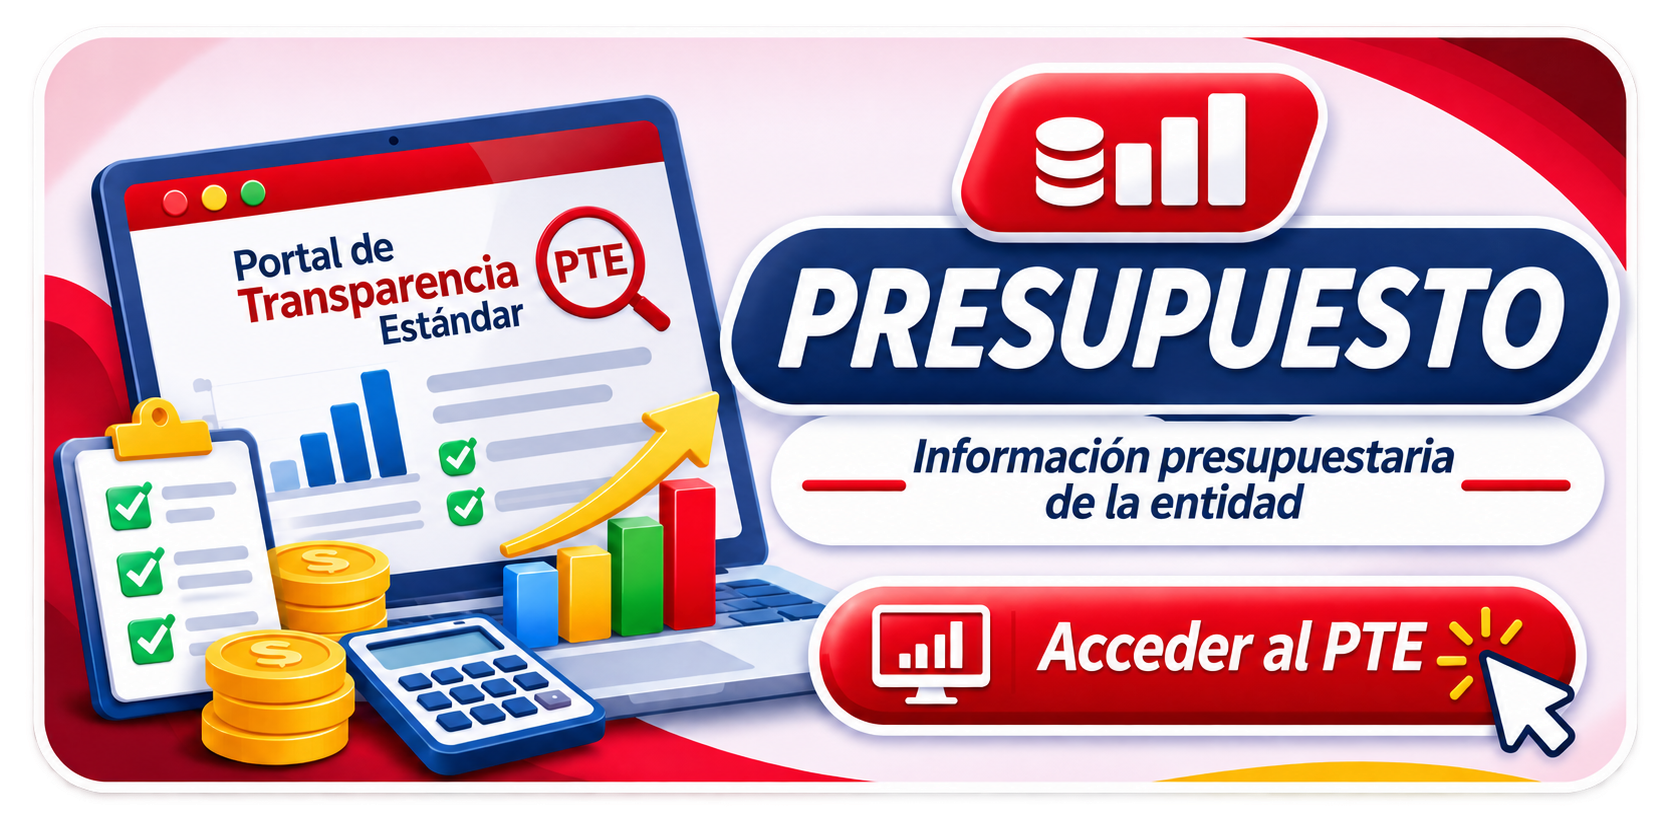 Portal de
Transparencia
Estándar
PTE
PRESUPUESTO
Información presupuestaria
de la entidad
Acceder al PTE